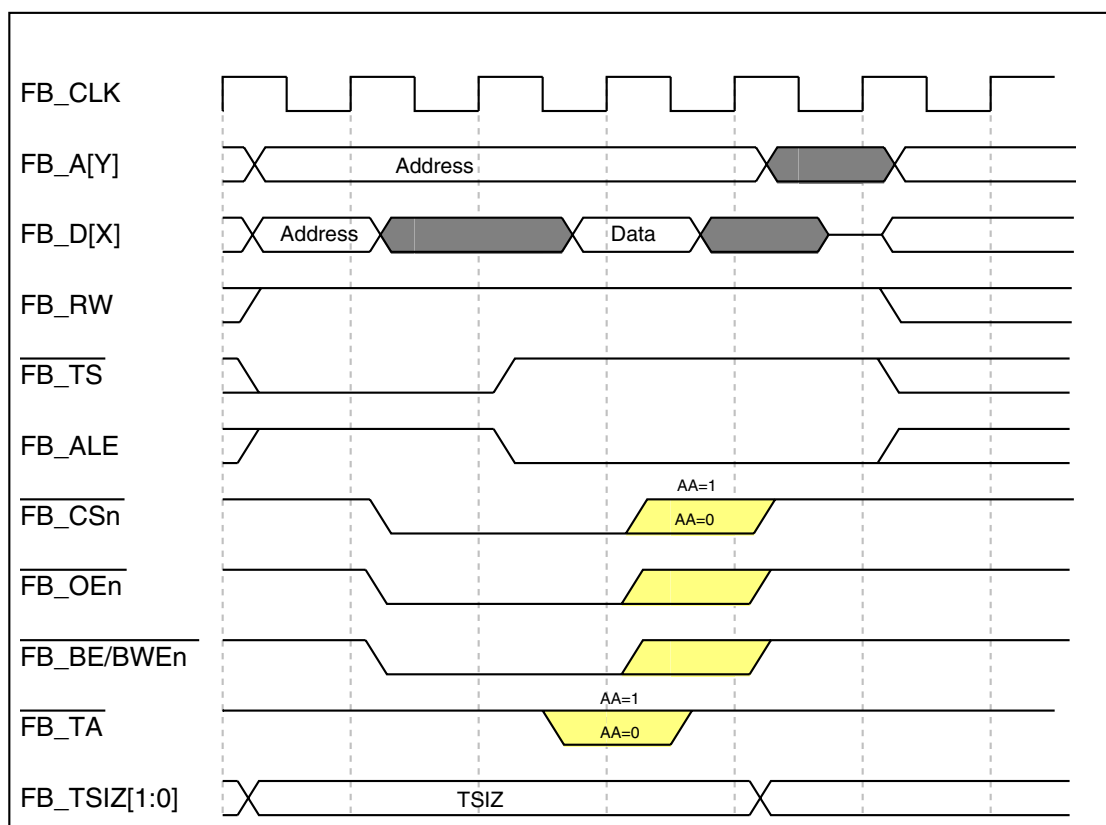 FB_CLK
FB_A[Y]
Address
FB_D[X]
Address
Data
FB_RW
FB_TS
FB_ALE
AA=1
FB_CSn
AA=0
FB_OEn
FB_BE/BWEn
AA=1
FB_TA
AA=0
FB_TSIZ[1:0]
TSIZ